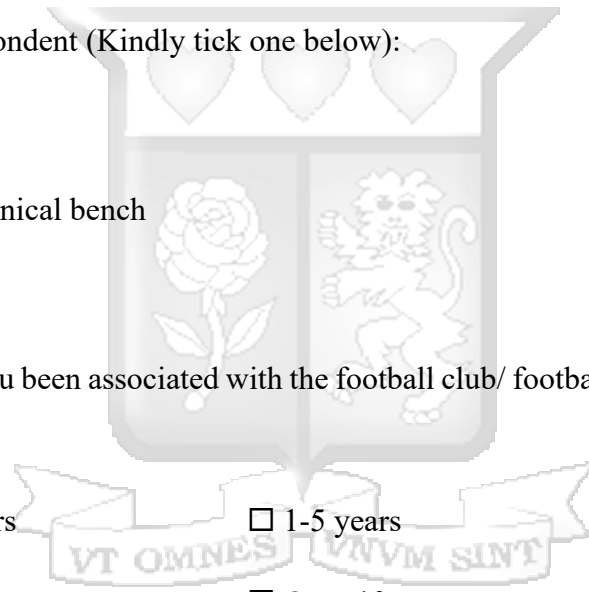 ondent (Kindly tick one below):
nical bench
u been associated with the football club/ footba
rs ☐ 1-5 years
VT OMNES VNVM SINT